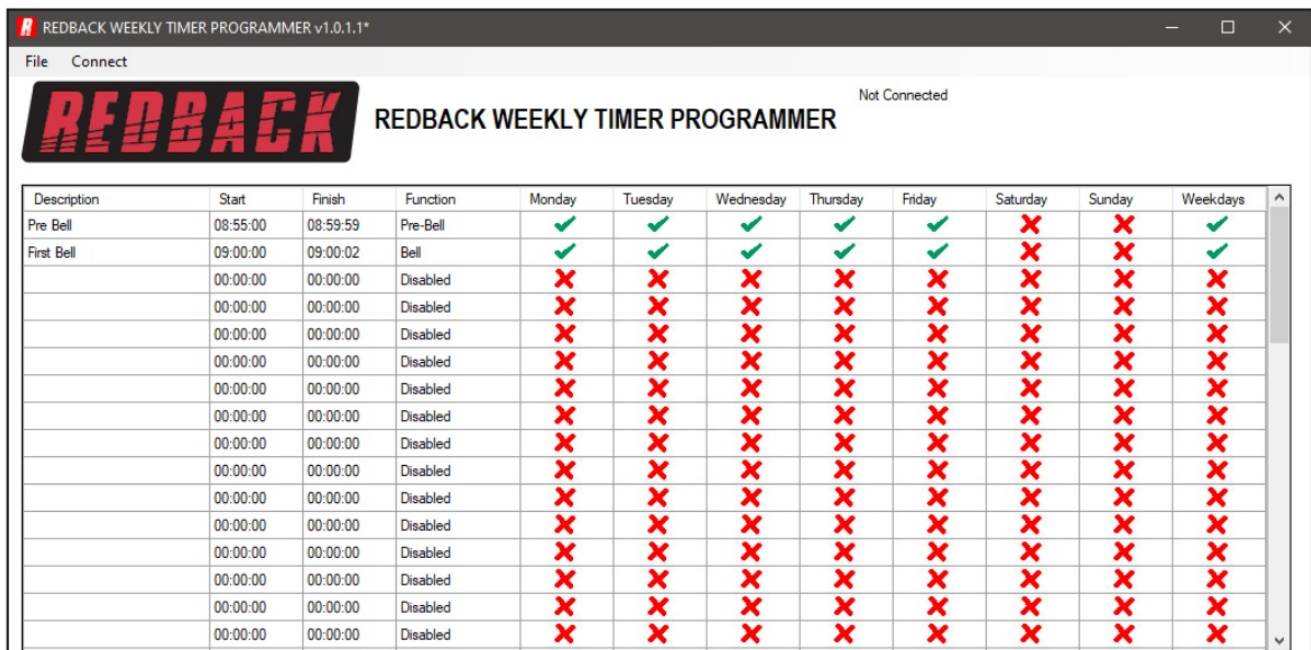 REDBACK WEEKLY TIMER PROGRAMMER v1.0.1.1*
File Connect
REDBACK
REDBACK WEEKLY TIMER PROGRAMMER
Not Connected
Description Start Finish Function Monday Tuesday Wednesday Thursday Friday Saturday Sunday Weekdays
Pre Bell 08:55:00 08:59:59 Pre-Bell
First Bell 09:00:00 09:00:02 Bell
00:00:00 00:00:00 Disabled
00:00:00 00:00:00 Disabled
00:00:00 00:00:00 Disabled
00:00:00 00:00:00 Disabled
00:00:00 00:00:00 Disabled
00:00:00 00:00:00 Disabled
00:00:00 00:00:00 Disabled
00:00:00 00:00:00 Disabled
00:00:00 00:00:00 Disabled
00:00:00 00:00:00 Disabled
00:00:00 00:00:00 Disabled
00:00:00 00:00:00 Disabled
00:00:00 00:00:00 Disabled
00:00:00 00:00:00 Disabled